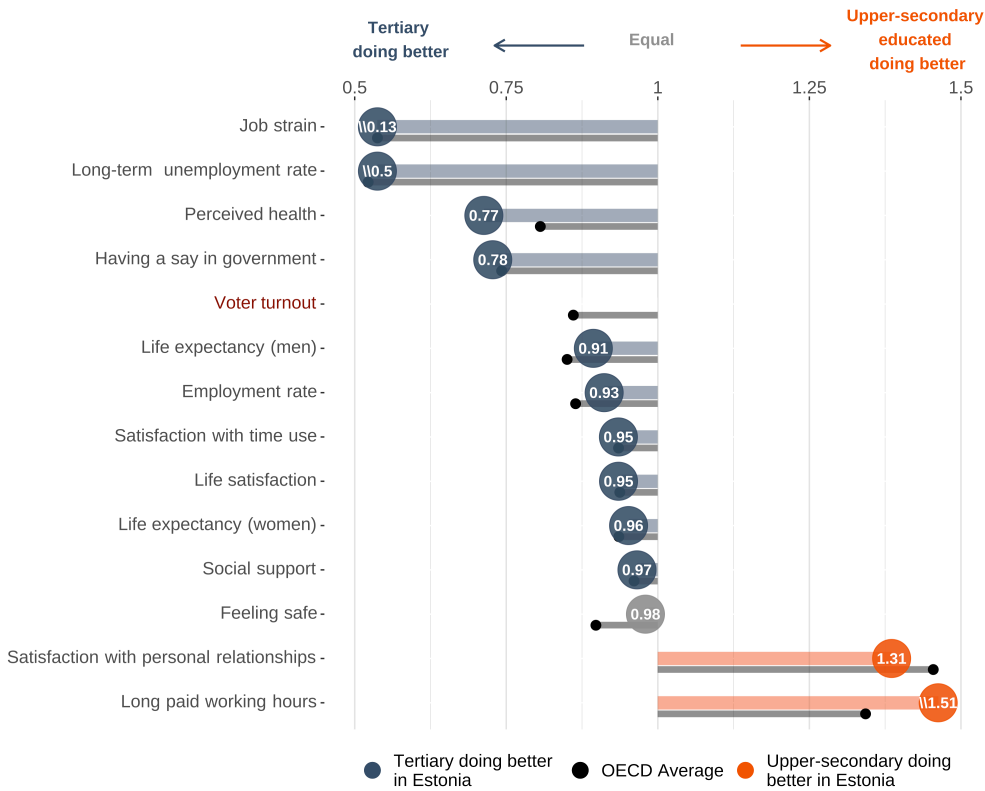 Tertiary
doing better
Equal
Upper-secondary
educated
doing better
0.5
0.75
1
1.25
1.5
Job strain
\\0.13
Long-term  unemployment rate
\\0.5
Perceived health
0.77
Having a say in government
0.78
Voter turnout
Life expectancy (men)
0.91
Employment rate
0.93
Satisfaction with time use
0.95
Life satisfaction
0.95
Life expectancy (women)
0.96
Social support
0.97
Feeling safe
0.98
Satisfaction with personal relationships
1.31
Long paid working hours
\\1.51
Tertiary doing better
in Estonia
OECD Average
Upper-secondary doing
better in Estonia